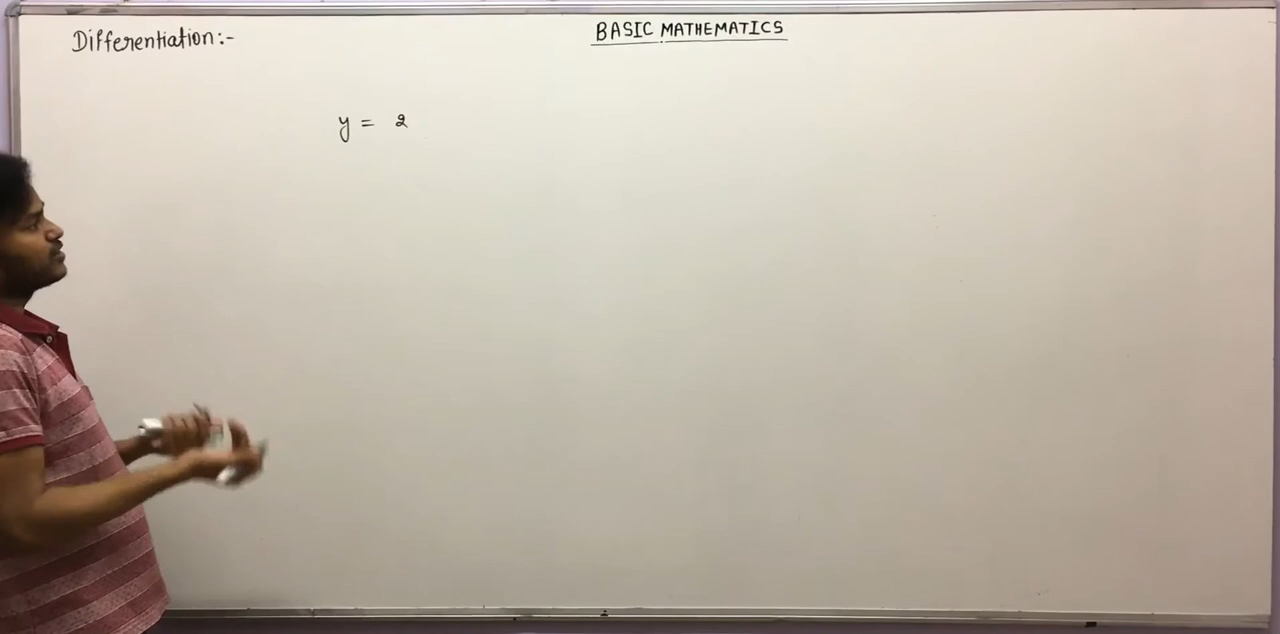 BASIC MATHEMATICS
Differentiation:-
y = 2